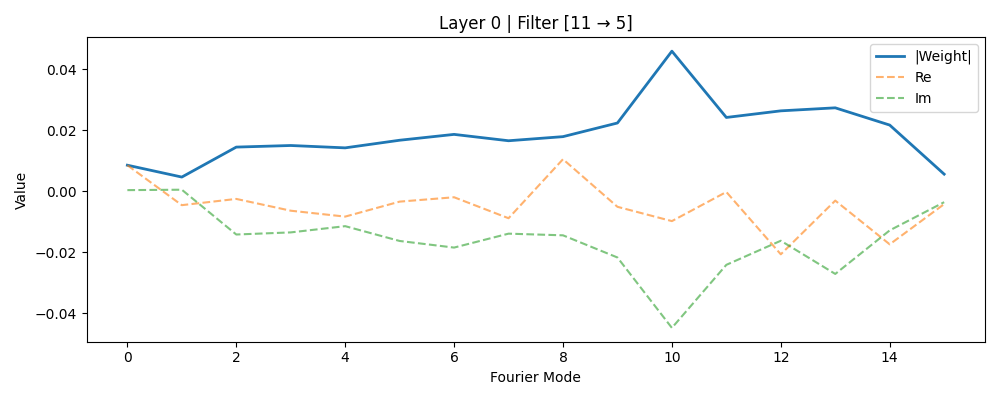 Layer 0 | Filter [11 → 5]
|Weight|
Re
Im
Value
0.04
0.02
0.00
−0.02
−0.04
0 2 4 6 8 10 12 14
Fourier Mode